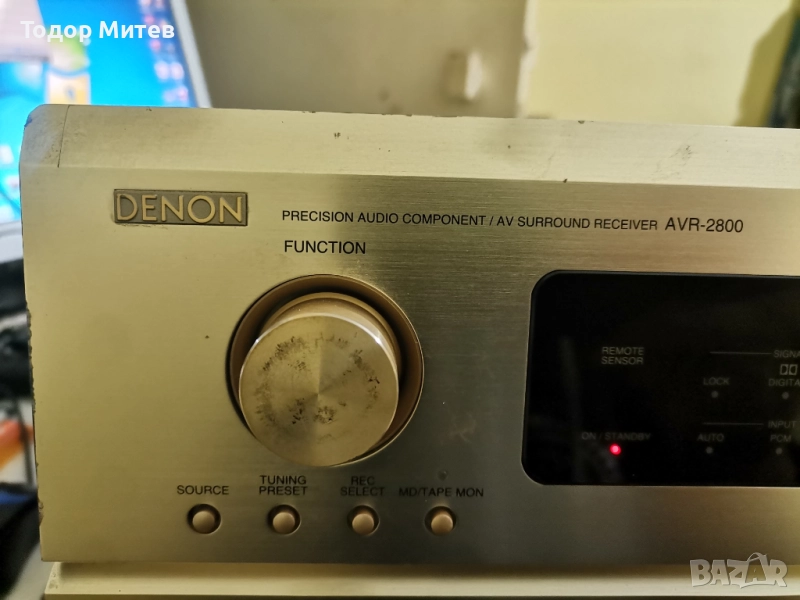 Тодор Митев
DENON
PRECISION AUDIO COMPONENT / AV SURROUND RECEIVER AVR-2800
FUNCTION
REMOTE SENSOR
LOCK
ON / STANDBY
AUTO
INPUT
PCM
SOURCE
TUNING PRESET
REC SELECT
MD/TAPE MON
BAZAR